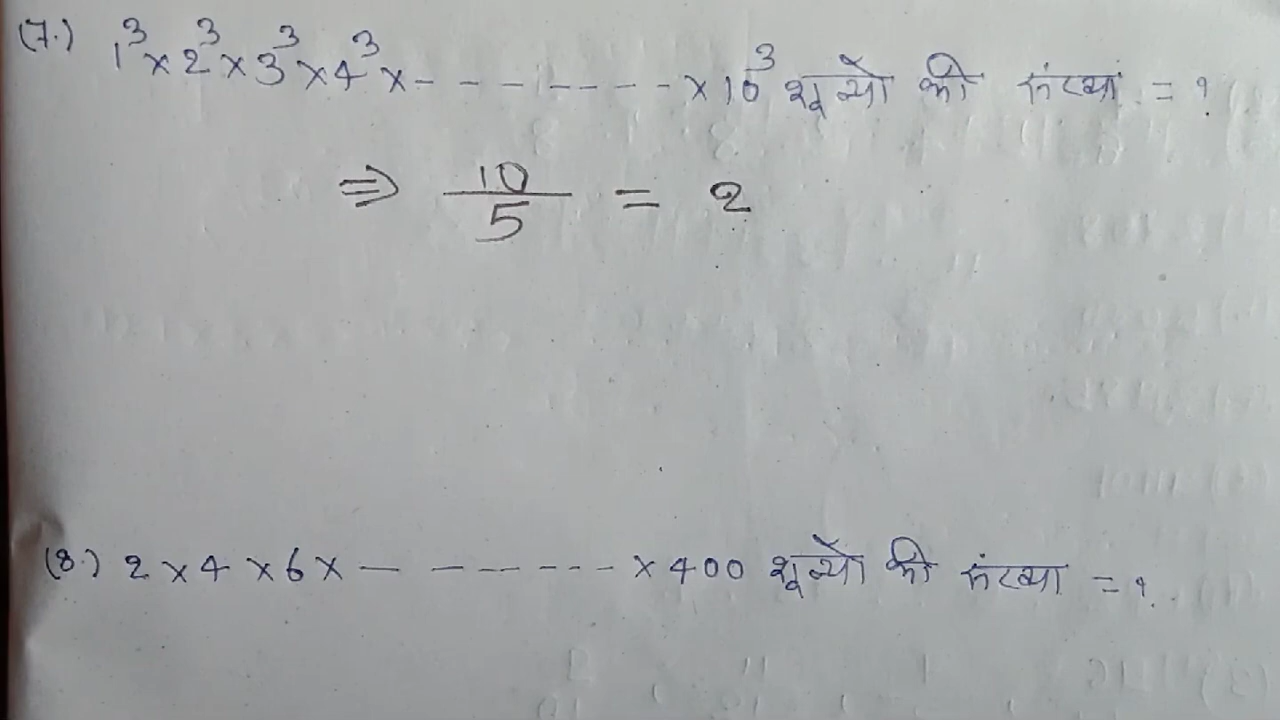 (7.) 1³ × 2³ × 3³ × 4³ × - - - - - - - - × 10³ शून्यो की संख्या = ?
⇒ 10/5 = 2
(8.) 2 × 4 × 6 × - - - - - - - × 400 शून्यो की संख्या = ?